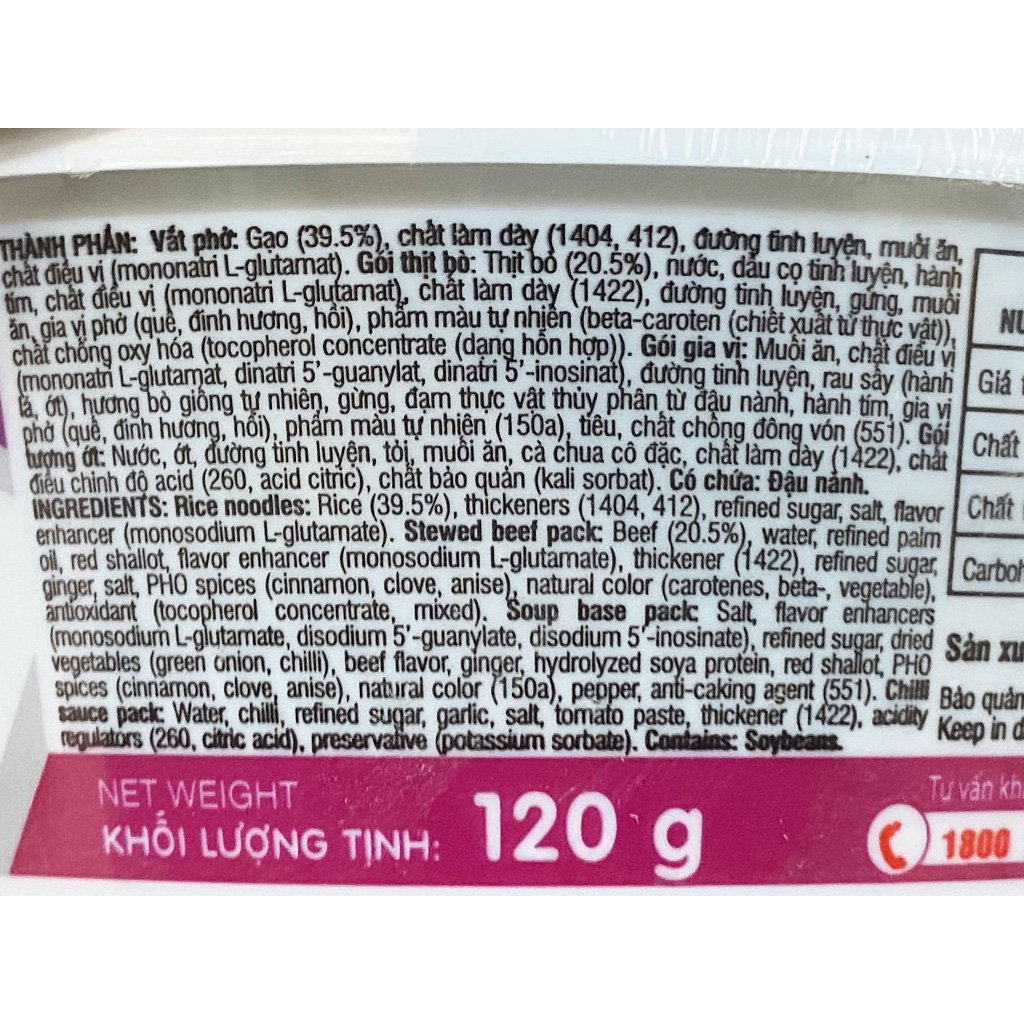 THÀNH PHẦN: Vắt phở: Gạo (39.5%), chất làm dày (1404, 412), đường tinh luyện, muối ăn,
chất điều vị (mononatri L-glutamat). Gói thịt bò: Thịt bò (20.5%), nước, dầu cọ tinh luyện, hành
tím, chất điều vị (mononatri L-glutamat), chất làm dày (1422), đường tinh luyện, gừng, muối
ăn, gia vị phở (quế, đinh hương, hồi), phẩm màu tự nhiên (beta-caroten (chiết xuất từ thực vật)),
chất chống oxy hóa (tocopherol concentrate (dạng hỗn hợp)). Gói gia vị: Muối ăn, chất điều vị
(mononatri L-glutamat, dinatri 5'-guanylat, dinatri 5'-inosinat), đường tinh luyện, rau sấy (hành
lá, ớt), hương bò giống tự nhiên, gừng, đạm thực vật thủy phân từ đậu nành, hành tím, gia vị
phở (quế, đinh hương, hồi), phẩm màu tự nhiên (150a), tiêu, chất chống đông vón (551). Gói
tương ớt: Nước, ớt, đường tinh luyện, tỏi, muối ăn, cà chua cô đặc, chất làm dày (1422), chất
điều chỉnh độ acid (260, acid citric), chất bảo quản (kali sorbat). Có chứa: Đậu nành.
INGREDIENTS: Rice noodles: Rice (39.5%), thickeners (1404, 412), refined sugar, salt, flavor
enhancer (monosodium L-glutamate). Stewed beef pack: Beef (20.5%), water, refined palm
oil, red shallot, flavor enhancer (monosodium L-glutamate), thickener (1422), refined sugar,
ginger, salt, PHO spices (cinnamon, clove, anise), natural color (carotenes, beta-, vegetable),
antioxidant (tocopherol concentrate, mixed). Soup base pack: Salt, flavor enhancers
(monosodium L-glutamate, disodium 5'-guanylate, disodium 5'-inosinate), refined sugar, dried
vegetables (green onion, chilli), beef flavor, ginger, hydrolyzed soya protein, red shallot, PHO
spices (cinnamon, clove, anise), natural color (150a), pepper, anti-caking agent (551). Chilli
sauce pack: Water, chilli, refined sugar, garlic, salt, tomato paste, thickener (1422), acidity
regulators (260, citric acid), preservative (potassium sorbate). Contains: Soybeans.
NET WEIGHT
KHỐI LƯỢNG TỊNH: 120 g
NU
Giá
Chất
Chất
Carboh
Sản xu
Bảo quản
Keep in d
Tư vấn kh
1800